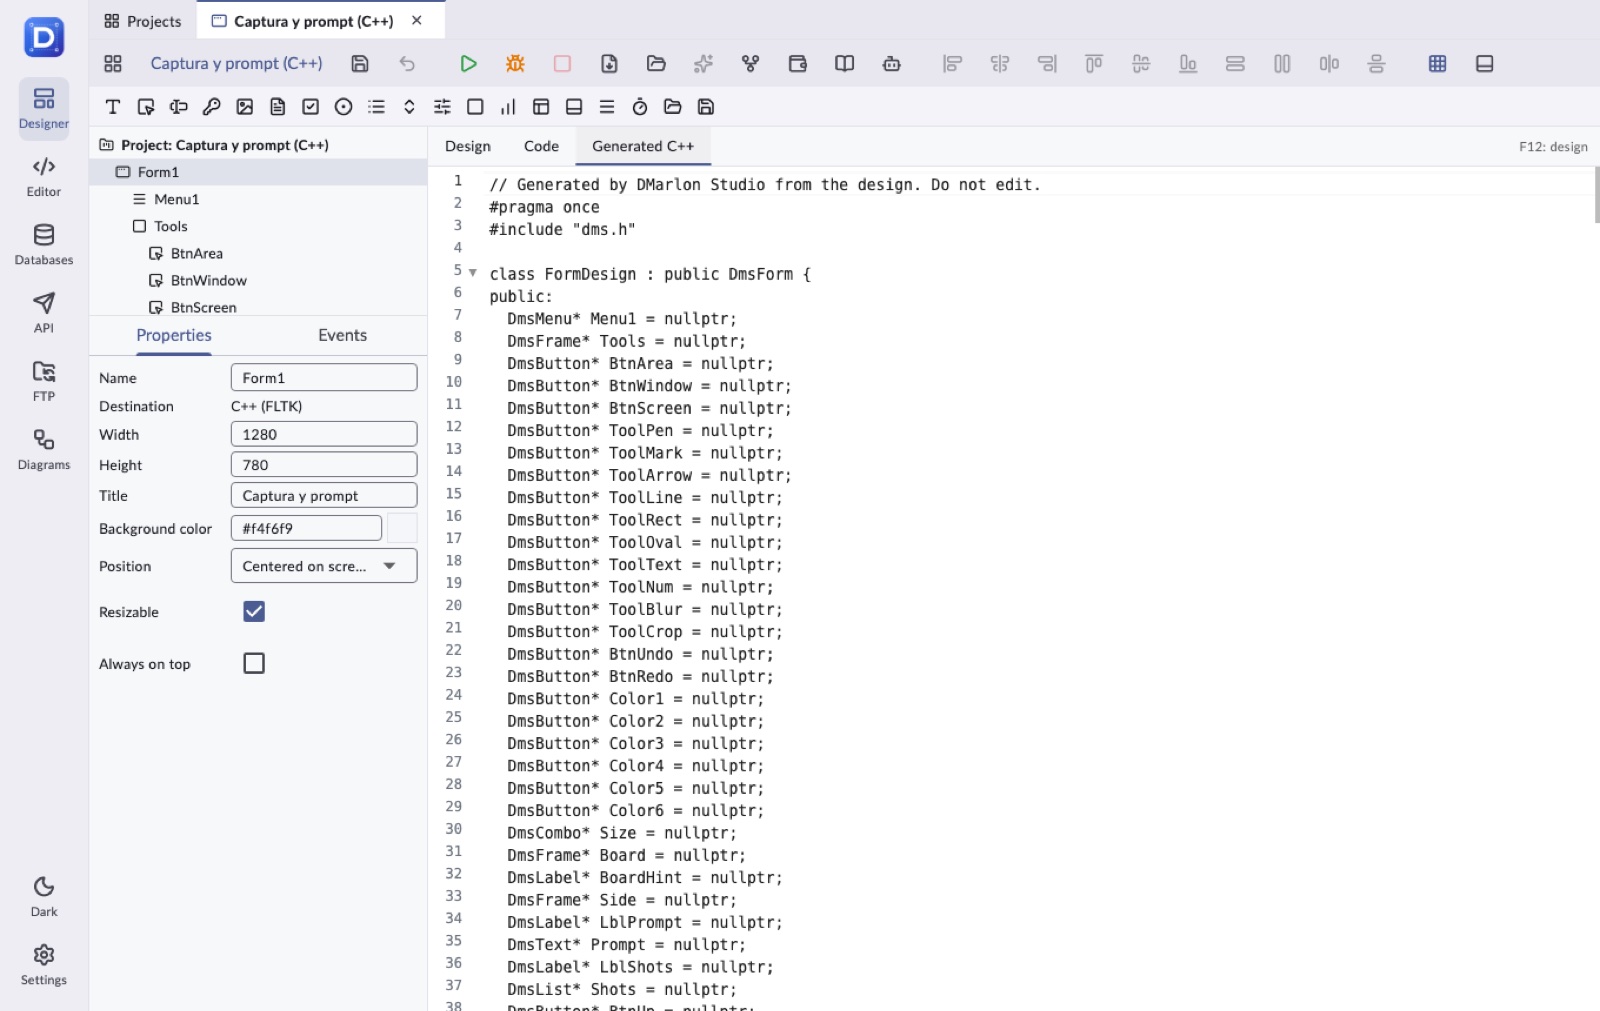 Projects
Captura y prompt (C++)
Captura y prompt (C++)
Designer
Editor
Databases
API
FTP
Diagrams
Dark
Settings
Project: Captura y prompt (C++)
Form1
Menu1
Tools
BtnArea
BtnWindow
BtnScreen
Properties
Events
Name
Form1
Destination
C++ (FLTK)
Width
1280
Height
780
Title
Captura y prompt
Background color
#f4f6f9
Position
Centered on scre...
Resizable
Always on top
Design
Code
Generated C++
F12: design
1 // Generated by DMarlon Studio from the design. Do not edit.
2 #pragma once
3 #include "dms.h"
4
5 class FormDesign : public DmsForm {
6 public:
7 DmsMenu* Menu1 = nullptr;
8 DmsFrame* Tools = nullptr;
9 DmsButton* BtnArea = nullptr;
10 DmsButton* BtnWindow = nullptr;
11 DmsButton* BtnScreen = nullptr;
12 DmsButton* ToolPen = nullptr;
13 DmsButton* ToolMark = nullptr;
14 DmsButton* ToolArrow = nullptr;
15 DmsButton* ToolLine = nullptr;
16 DmsButton* ToolRect = nullptr;
17 DmsButton* ToolOval = nullptr;
18 DmsButton* ToolText = nullptr;
19 DmsButton* ToolNum = nullptr;
20 DmsButton* ToolBlur = nullptr;
21 DmsButton* ToolCrop = nullptr;
22 DmsButton* BtnUndo = nullptr;
23 DmsButton* BtnRedo = nullptr;
24 DmsButton* Color1 = nullptr;
25 DmsButton* Color2 = nullptr;
26 DmsButton* Color3 = nullptr;
27 DmsButton* Color4 = nullptr;
28 DmsButton* Color5 = nullptr;
29 DmsButton* Color6 = nullptr;
30 DmsCombo* Size = nullptr;
31 DmsFrame* Board = nullptr;
32 DmsLabel* BoardHint = nullptr;
33 DmsFrame* Side = nullptr;
34 DmsLabel* LblPrompt = nullptr;
35 DmsText* Prompt = nullptr;
36 DmsLabel* LblShots = nullptr;
37 DmsList* Shots = nullptr;
38 DmsButton* BtnUp = nullptr;